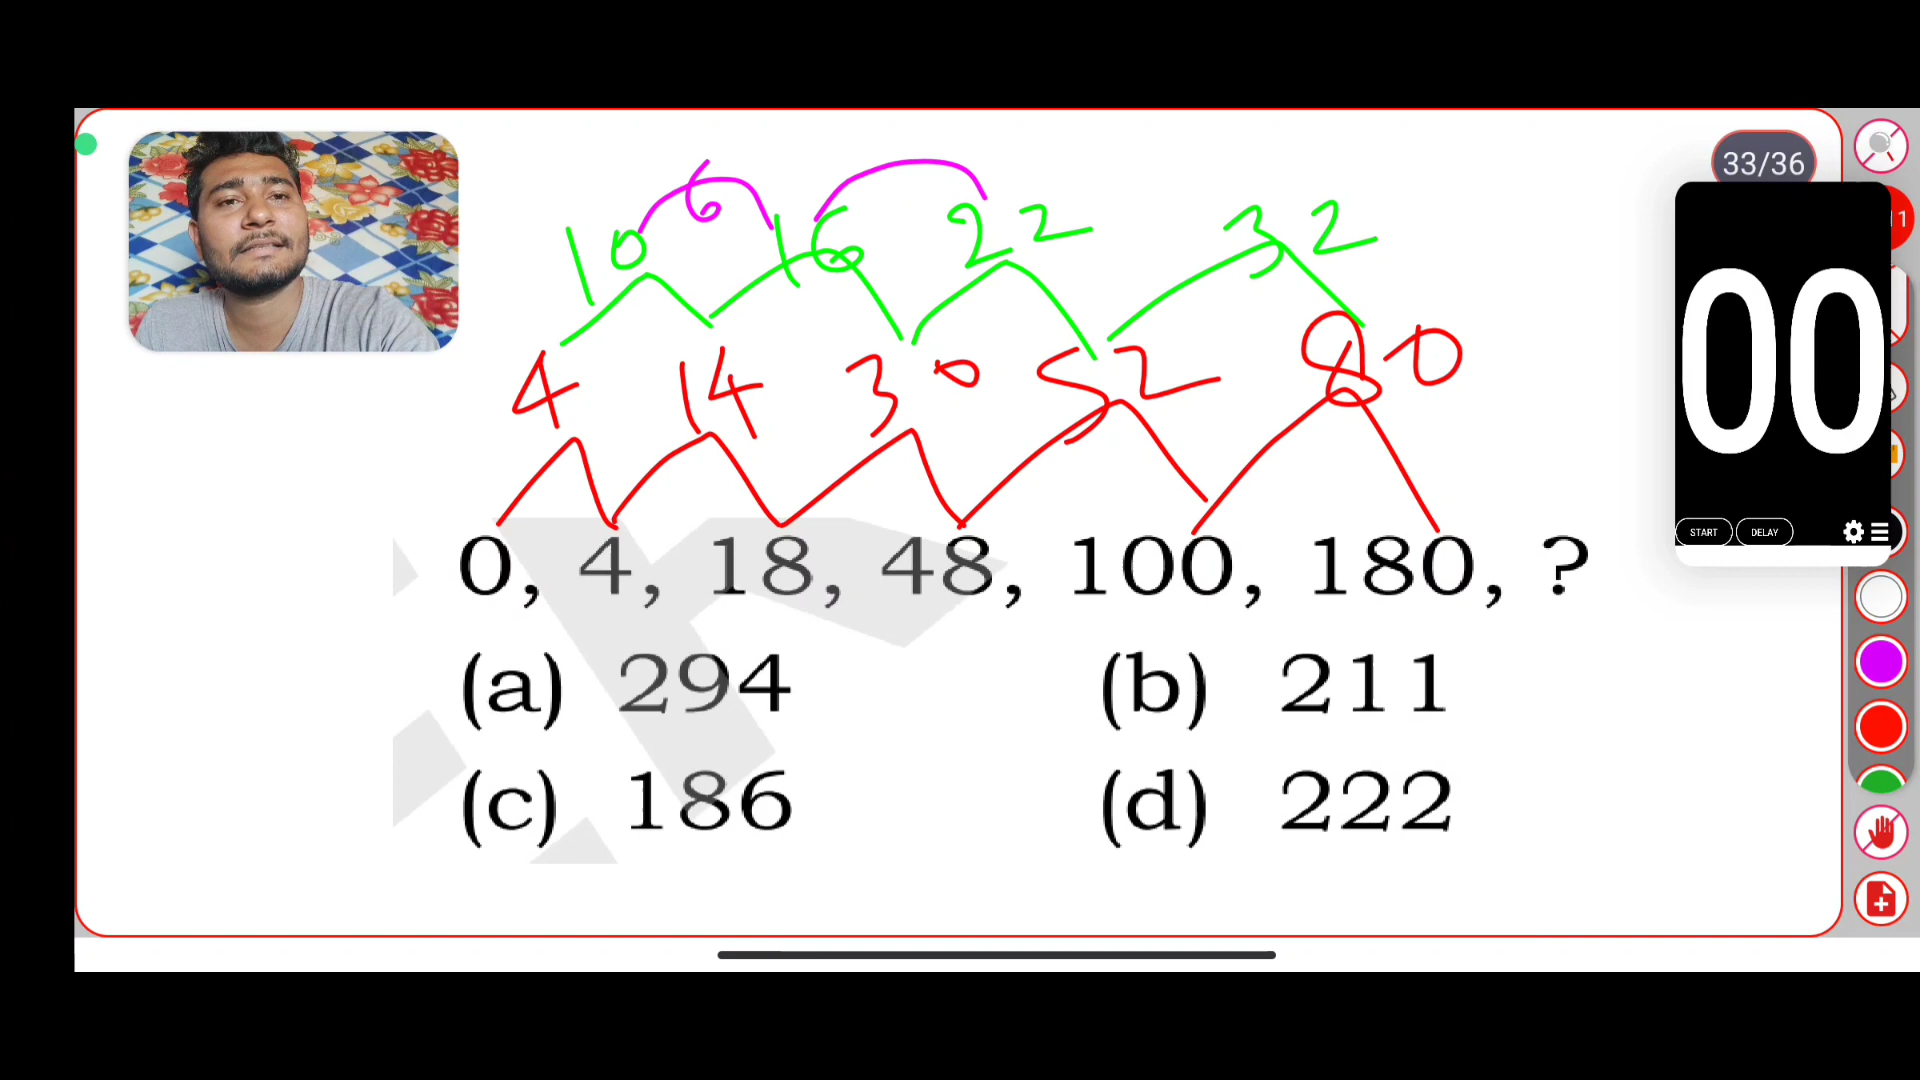 33/36
1
6
10 16 22 32
4 14 30 52 80
00
START DELAY
0, 4, 18, 48, 100, 180, ?
(a) 294 (b) 211
(c) 186 (d) 222